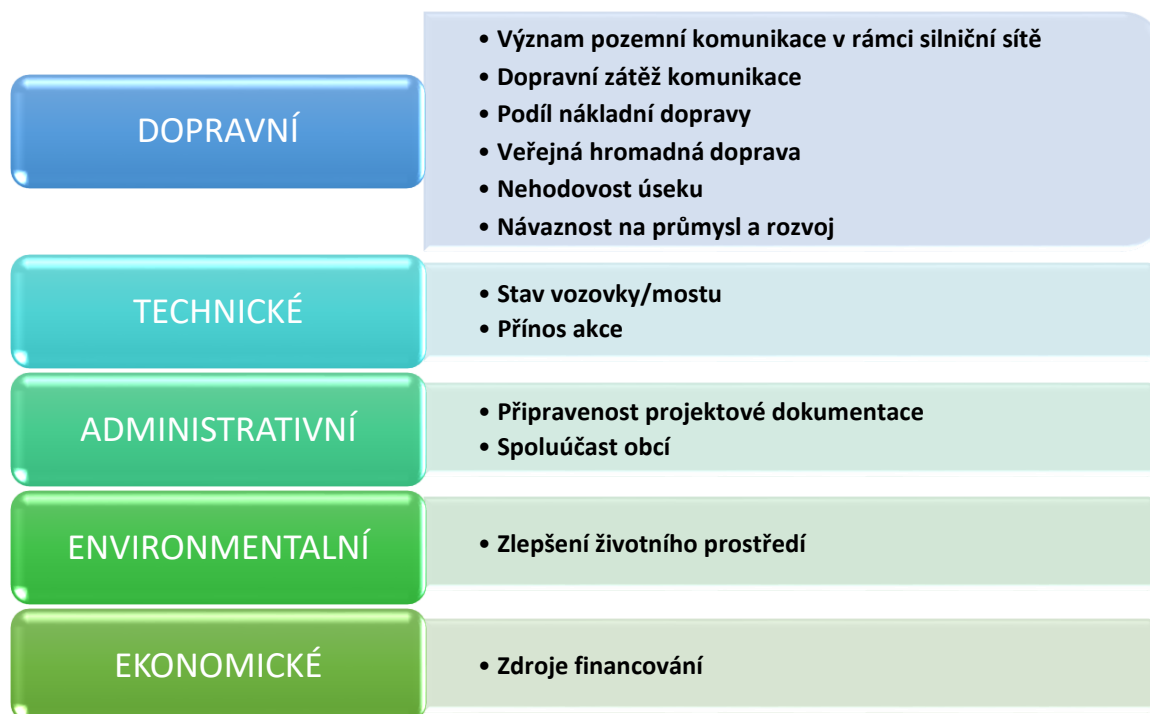 DOPRAVNÍ
• Význam pozemní komunikace v rámci silniční sítě
• Dopravní zátěž komunikace
• Podíl nákladní dopravy
• Veřejná hromadná doprava
• Nehodovost úseku
• Návaznost na průmysl a rozvoj
TECHNICKÉ
• Stav vozovky/mostu
• Přínos akce
ADMINISTRATIVNÍ
• Připravenost projektové dokumentace
• Spoluúčast obcí
ENVIRONMENTALNÍ
• Zlepšení životního prostředí
EKONOMICKÉ
• Zdroje financování